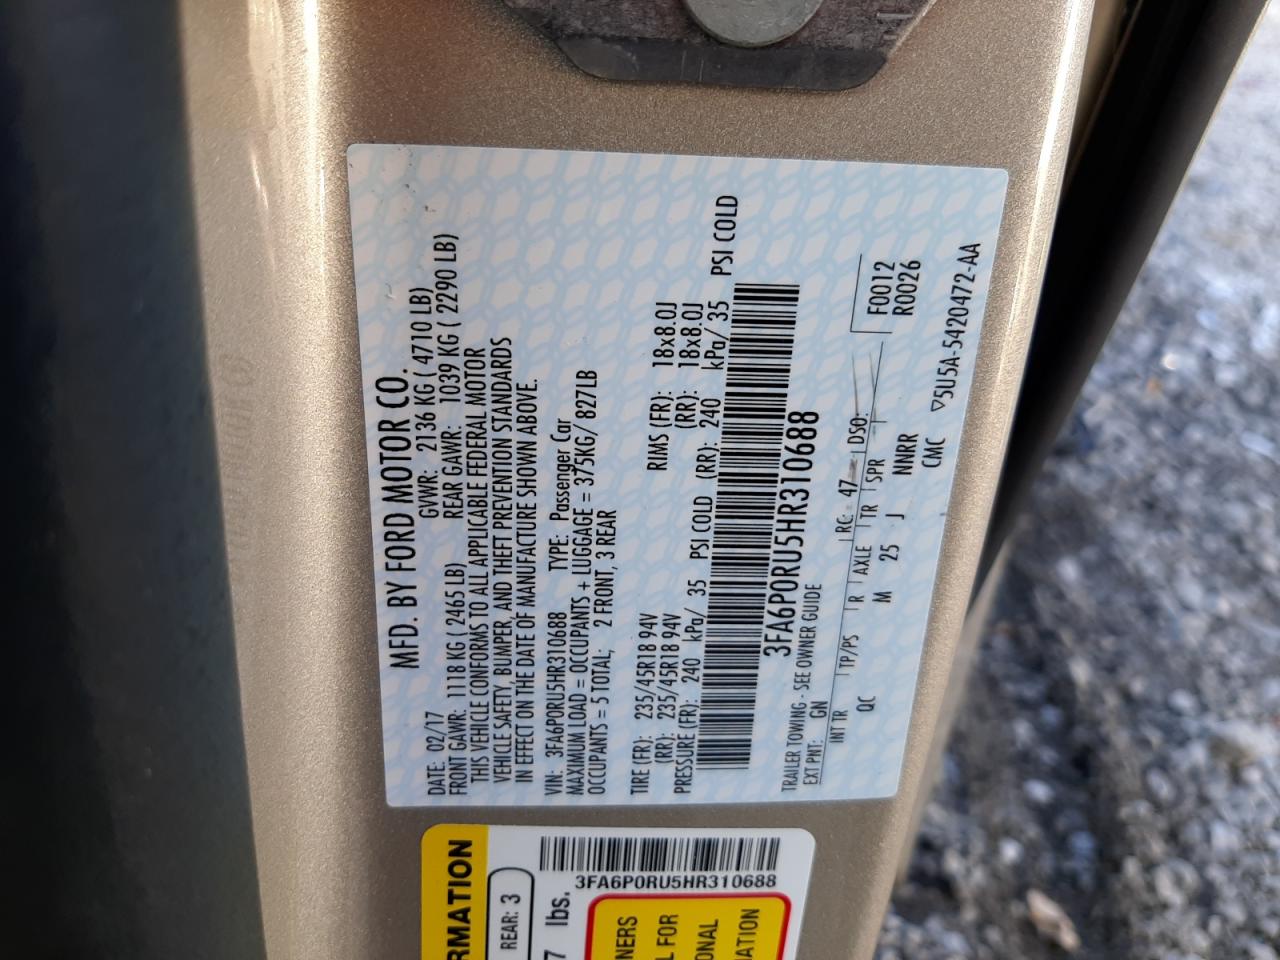 MFD. BY FORD MOTOR CO.
DATE: 02/17 GVWR: 2136 KG ( 4710 LB)
FRONT GAWR: 1118 KG ( 2465 LB) REAR GAWR: 1039 KG ( 2290 LB)
THIS VEHICLE CONFORMS TO ALL APPLICABLE FEDERAL MOTOR
VEHICLE SAFETY, BUMPER, AND THEFT PREVENTION STANDARDS
IN EFFECT ON THE DATE OF MANUFACTURE SHOWN ABOVE.
VIN: 3FA6P0RU5HR310688 TYPE: Passenger Car
MAXIMUM LOAD = OCCUPANTS + LUGGAGE = 375KG/ 827LB
OCCUPANTS = 5 TOTAL; 2 FRONT, 3 REAR
TIRE (FR): 235/45R18 94V RIMS (FR): 18x8.0J
(RR): 235/45R18 94V (RR): 18x8.0J
PRESSURE (FR): 240 kPa/ 35 PSI COLD (RR): 240 kPa/ 35 PSI COLD
3FA6P0RU5HR310688
TRAILER TOWING - SEE OWNER GUIDE
EXT PNT: GN RC: 47 DSO: F0012
INT TR TP/PS R AXLE TR SPR R0026
QC M 25 J NNRR
CMC ▽5U5A-5420472-AA
RMATION
REAR: 3
7 lbs.
3FA6P0RU5HR310688
NERS
L FOR
ONAL
ATION